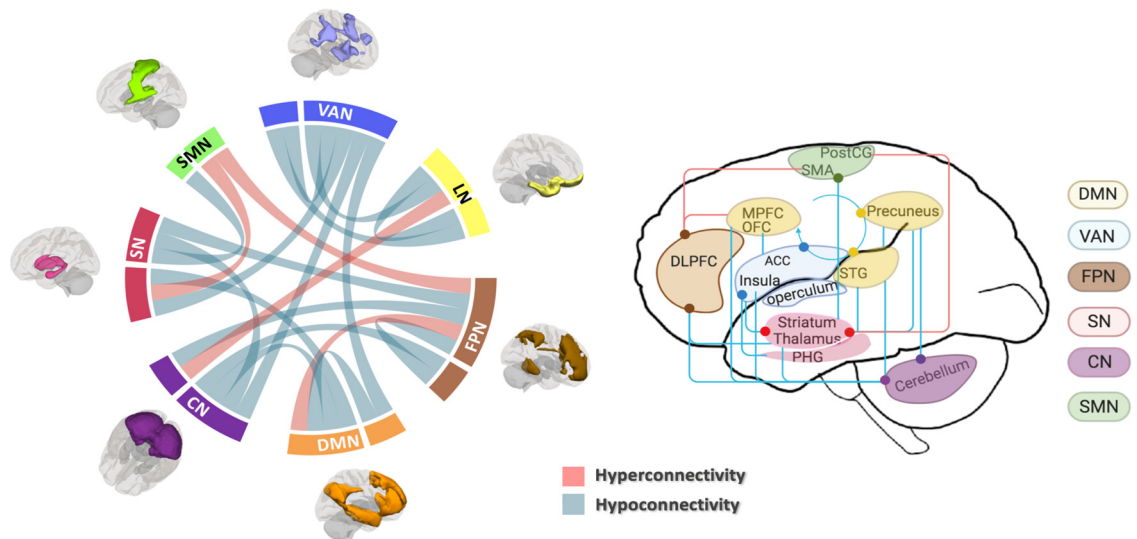 VAN
SMN
LN
SN
FPN
CN
DMN
Hyperconnectivity
Hypoconnectivity
PostCG
SMA
MPFC
OFC
Precuneus
DLPFC
ACC
STG
Insula
operculum
Striatum
Thalamus
PHG
Cerebellum
DMN
VAN
FPN
SN
CN
SMN